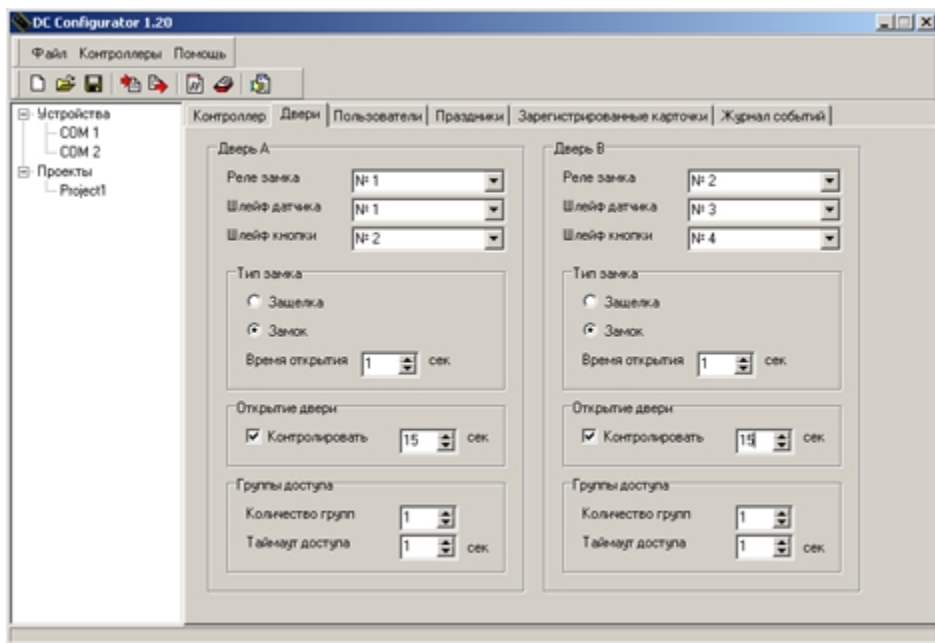 DC Configurator 1.20
Файл Контроллеры Помощь
Устройства
COM 1
COM 2
Проекты
Project1
Контроллер Двери Пользователи Праздники Зарегистрированные карточки Журнал событий
Дверь A
Реле замка № 1
Шлейф датчика № 1
Шлейф кнопки № 2
Тип замка
Защелка
Замок
Время открытия 1 сек
Открытие двери
Контролировать 15 сек
Группы доступа
Количество групп 1
Таймаут доступа 1 сек
Дверь B
Реле замка № 2
Шлейф датчика № 3
Шлейф кнопки № 4
Тип замка
Защелка
Замок
Время открытия 1 сек
Открытие двери
Контролировать 15 сек
Группы доступа
Количество групп 1
Таймаут доступа 1 сек